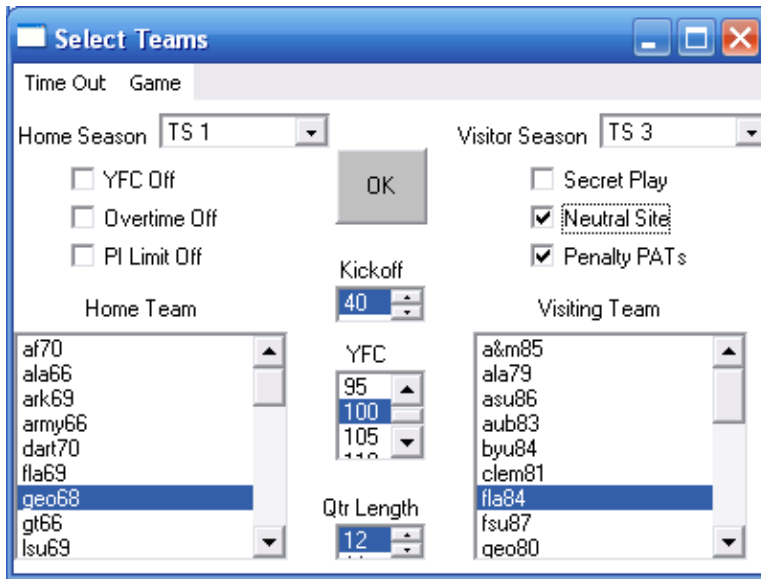 Select Teams
Time Out Game
Home Season TS 1
Visitor Season TS 3
YFC Off
Overtime Off
PI Limit Off
OK
Secret Play
Neutral Site
Penalty PATs
Kickoff
40
Home Team
af70
ala66
ark69
army66
dart70
fla69
geo68
gt66
lsu69
YFC
95
100
105
Qtr Length
12
Visiting Team
a&m85
ala79
asu86
aub83
byu84
clem81
fla84
fsu87
geo80